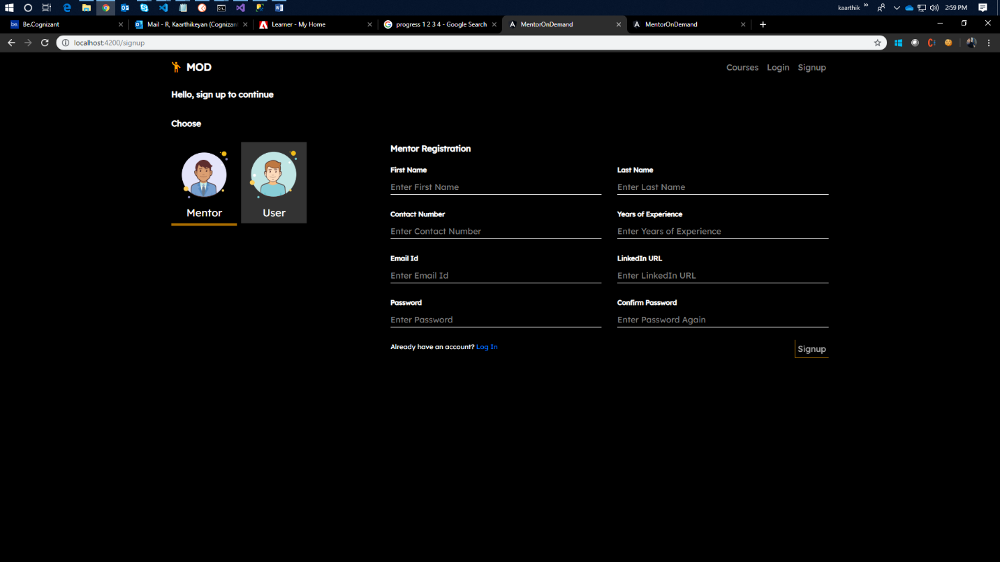 kaarthik
2:59 PM
Be.Cognizant
Mail - R, Kaarthikeyan (Cognizant
Learner - My Home
progress 1 2 3 4 - Google Search
MentorOnDemand
MentorOnDemand
localhost:4200/signup
MOD
Courses Login Signup
Hello, sign up to continue
Choose
Mentor User
Mentor Registration
First Name Last Name
Enter First Name Enter Last Name
Contact Number Years of Experience
Enter Contact Number Enter Years of Experience
Email Id LinkedIn URL
Enter Email Id Enter LinkedIn URL
Password Confirm Password
Enter Password Enter Password Again
Already have an account? Log In
Signup